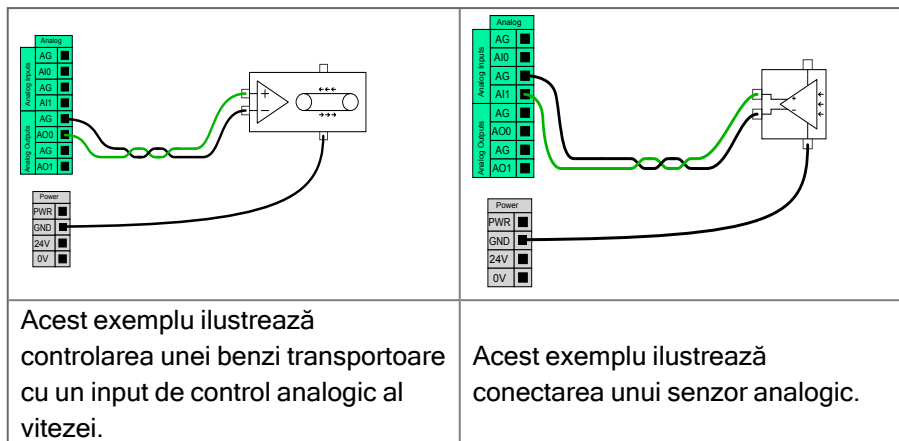 Analog
Analog Inputs
AG
AI0
AG
AI1
Analog Outputs
AG
AO0
AG
AO1
+
−
←←←
→→→
Power
PWR
GND
24V
0V
Analog
Analog Inputs
AG
AI0
AG
AI1
Analog Outputs
AG
AO0
AG
AO1
+
−
Power
PWR
GND
24V
0V
Acest exemplu ilustrează
controlarea unei benzi transportoare
cu un input de control analogic al
vitezei.
Acest exemplu ilustrează
conectarea unui senzor analogic.